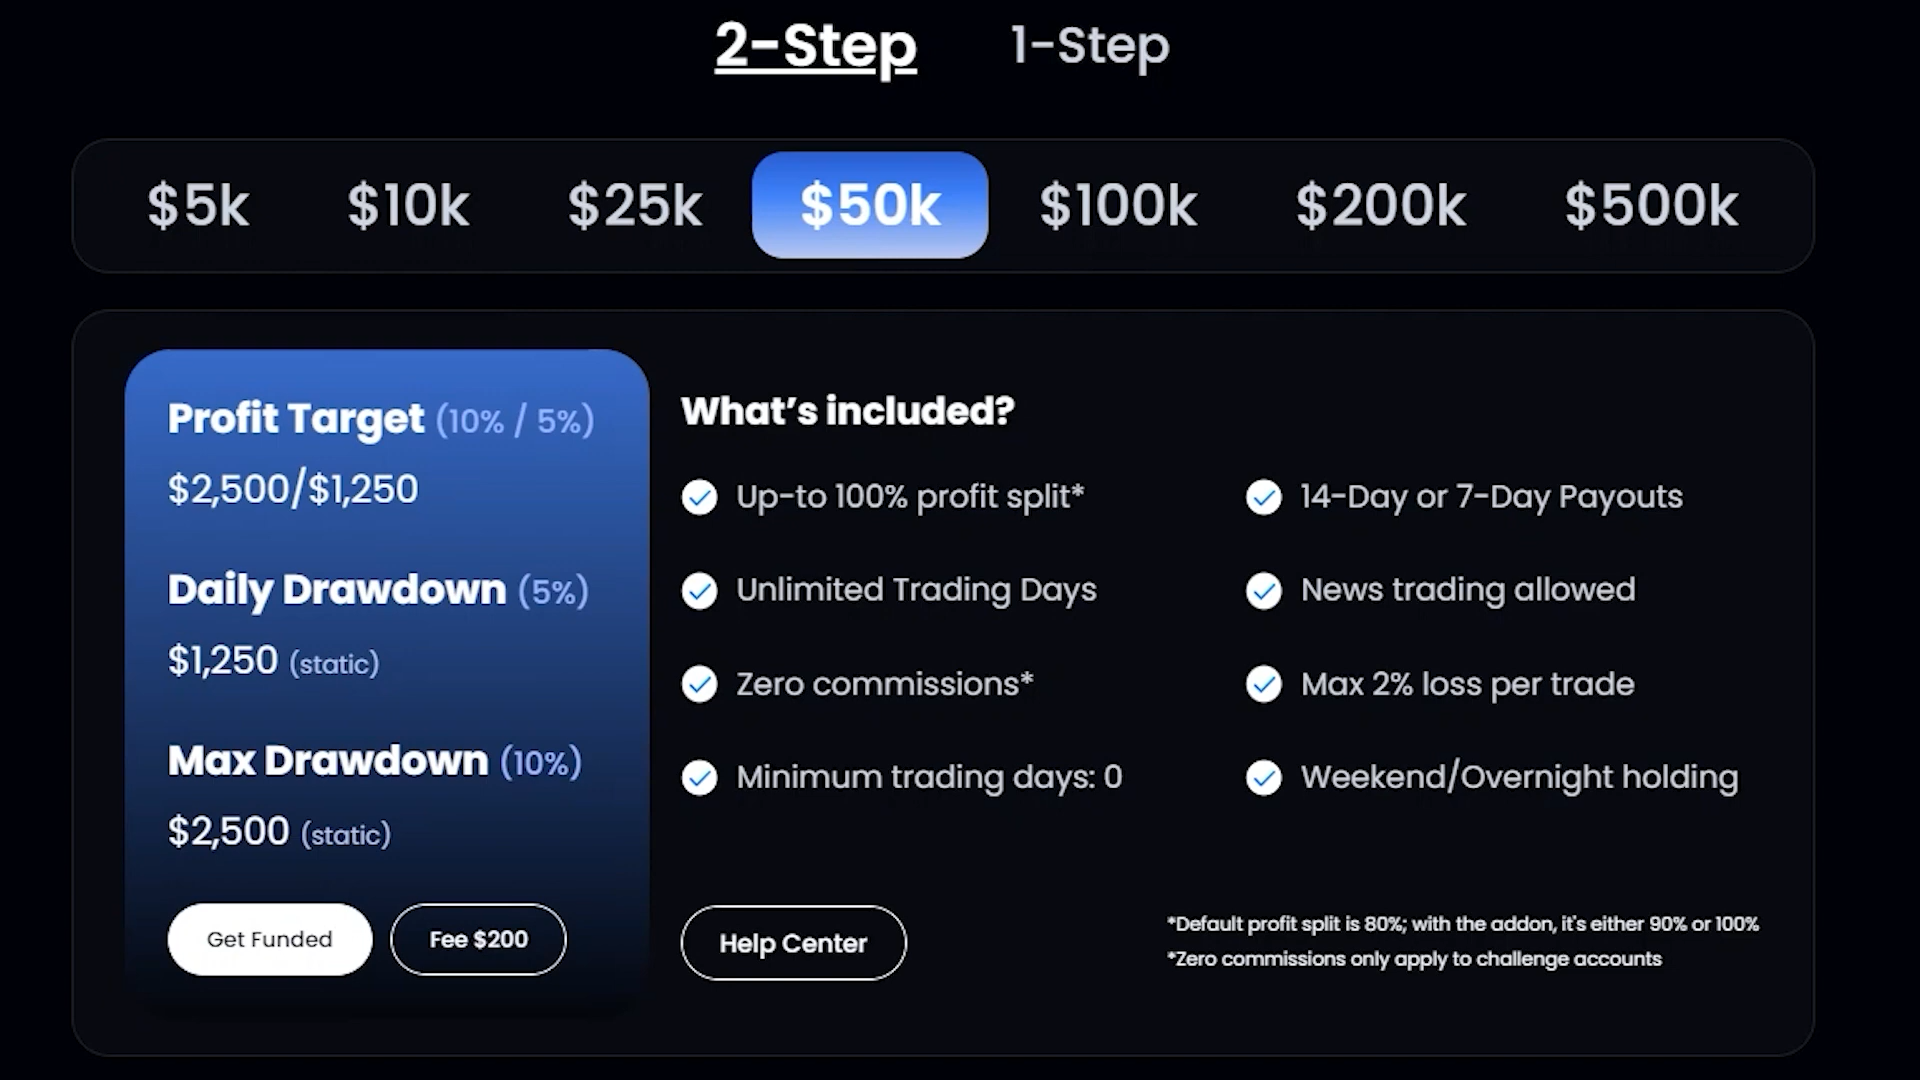 2-Step 1-Step
$5k $10k $25k $50k $100k $200k $500k
Profit Target (10% / 5%)
$2,500/$1,250
Daily Drawdown (5%)
$1,250 (static)
Max Drawdown (10%)
$2,500 (static)
Get Funded Fee $200
What's included?
Up-to 100% profit split*
Unlimited Trading Days
Zero commissions*
Minimum trading days: 0
14-Day or 7-Day Payouts
News trading allowed
Max 2% loss per trade
Weekend/Overnight holding
Help Center
*Default profit split is 80%; with the addon, it's either 90% or 100%
*Zero commissions only apply to challenge accounts